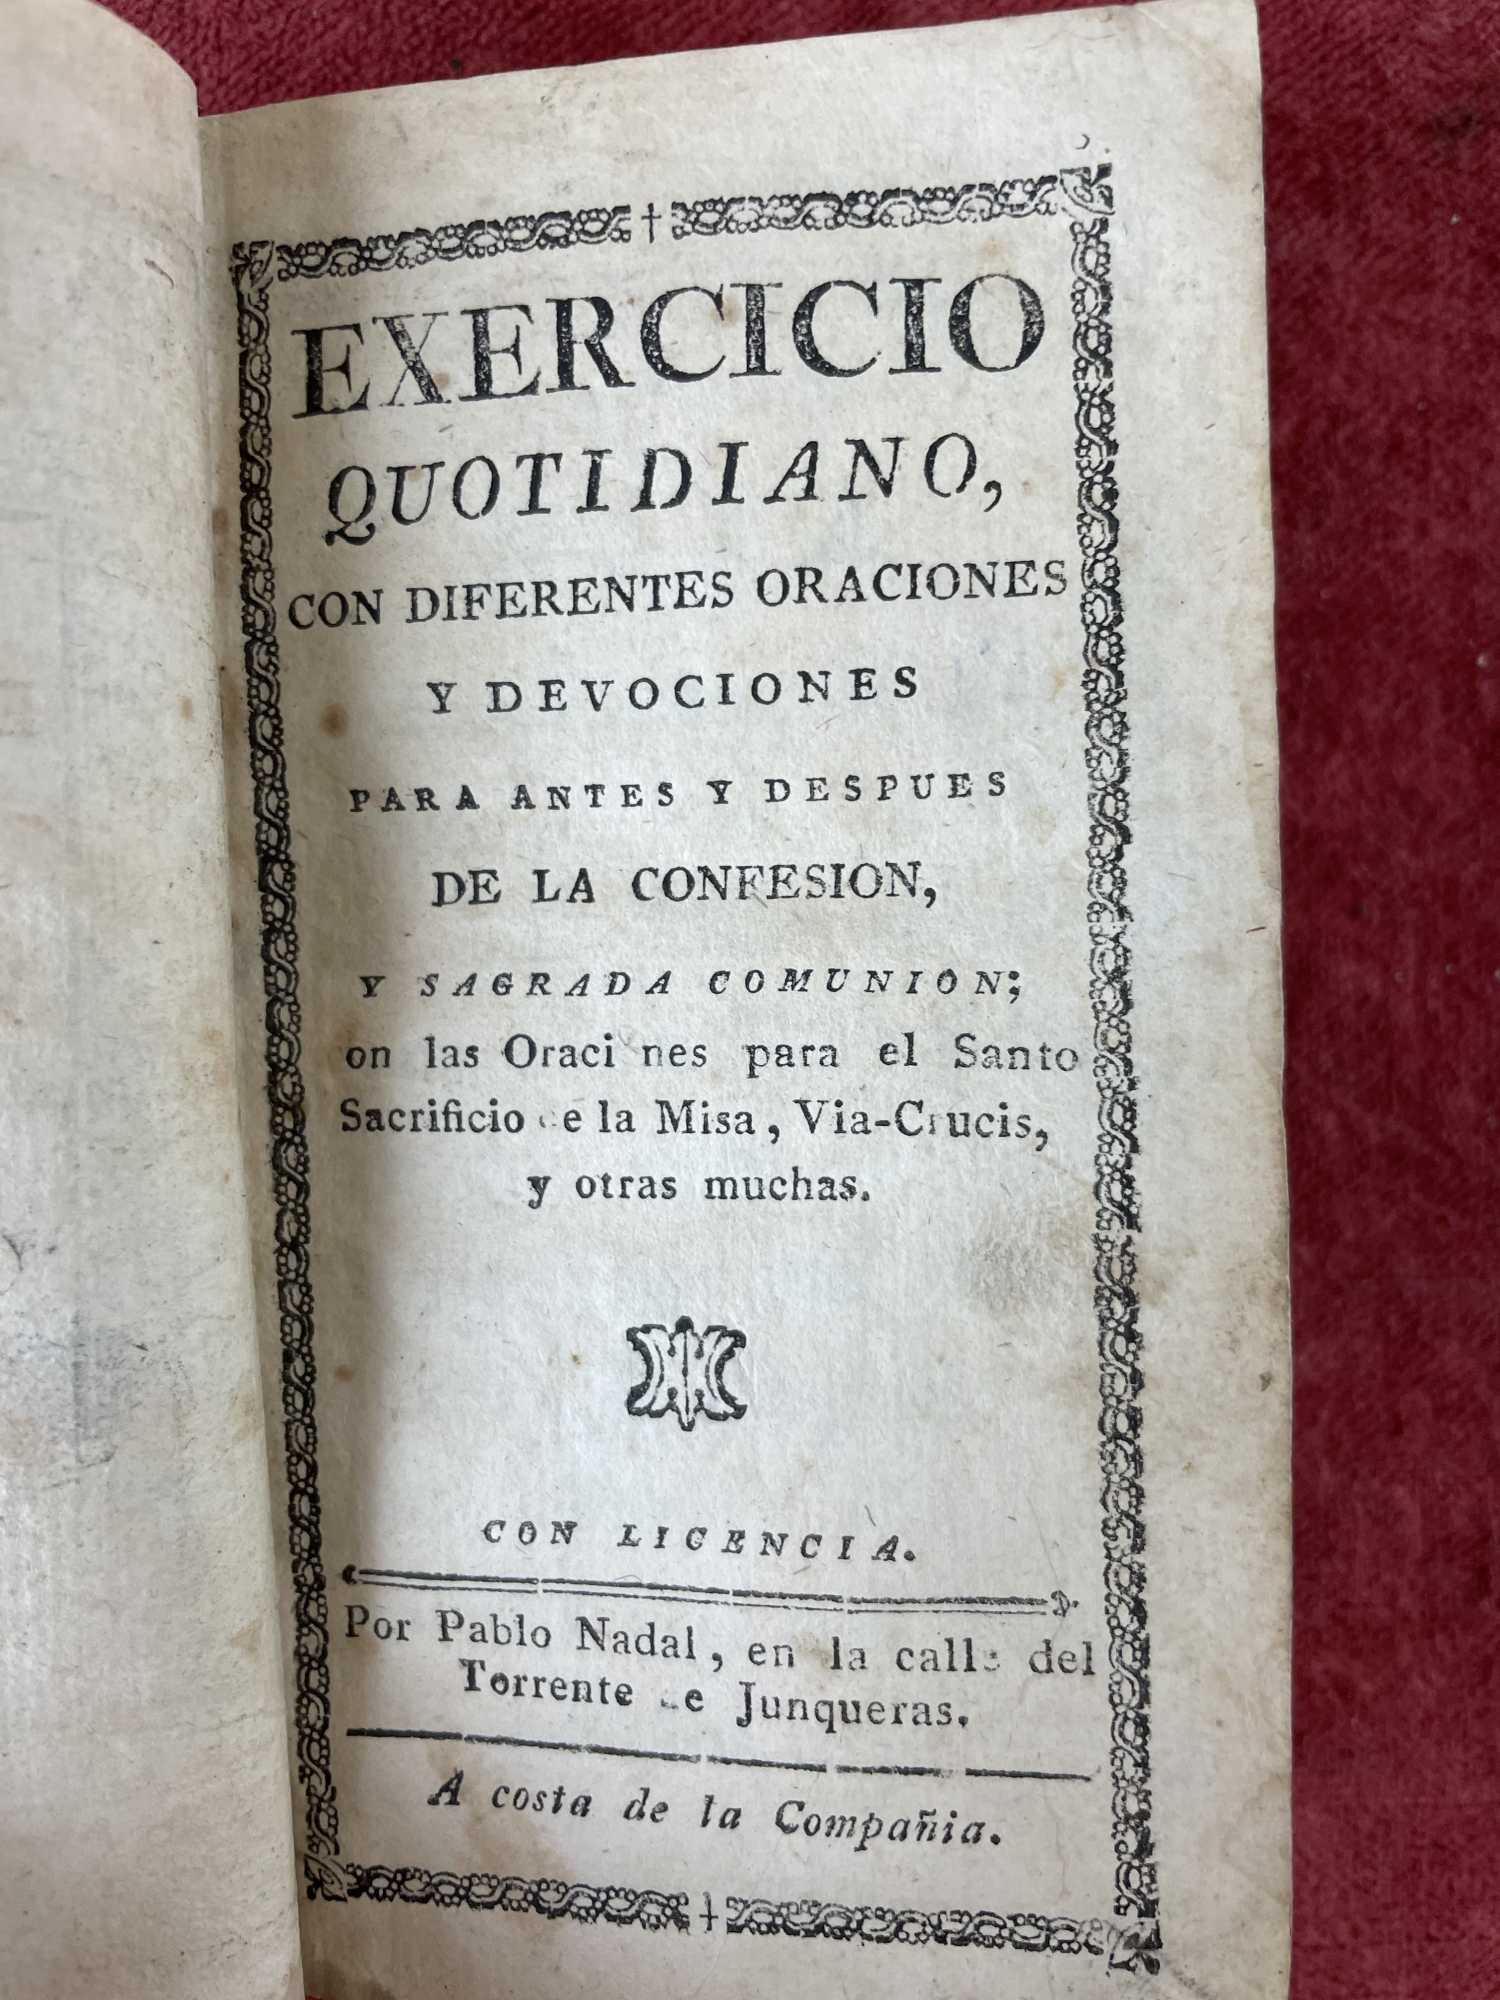 EXERCICIO
QUOTIDIANO,
CON DIFERENTES ORACIONES
Y DEVOCIONES
PARA ANTES Y DESPUES
DE LA CONFESION,
Y SAGRADA COMUNION;
on las Oraci nes para el Santo
Sacrificio de la Misa, Via-Crucis,
y otras muchas.
CON LICENCIA.
Por Pablo Nadal, en la calle del
Torrente de Junqueras.
A costa de la Compañia.